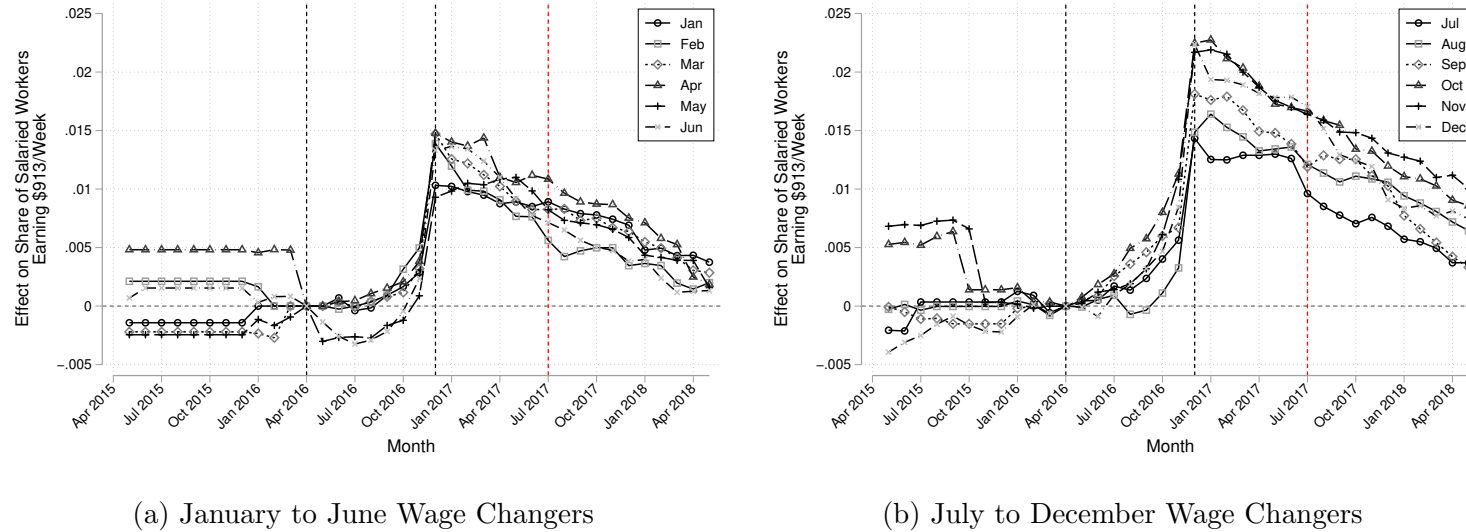 Effect on Share of Salaried Workers
Earning $913/Week
.025
.02
.015
.01
.005
0
-.005
Apr 2015
Jul 2015
Oct 2015
Jan 2016
Apr 2016
Jul 2016
Oct 2016
Jan 2017
Apr 2017
Jul 2017
Oct 2017
Jan 2018
Apr 2018
Month
Jan
Feb
Mar
Apr
May
Jun
(a) January to June Wage Changers
Effect on Share of Salaried Workers
Earning $913/Week
.025
.02
.015
.01
.005
0
-.005
Apr 2015
Jul 2015
Oct 2015
Jan 2016
Apr 2016
Jul 2016
Oct 2016
Jan 2017
Apr 2017
Jul 2017
Oct 2017
Jan 2018
Apr 2018
Month
Jul
Aug
Sep
Oct
Nov
Dec
(b) July to December Wage Changers